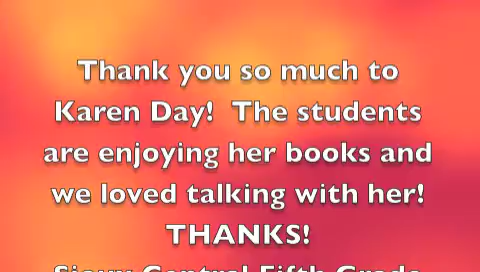 Thank you so much to
Karen Day! The students
are enjoying her books and
we loved talking with her!
THANKS!
Sioux Central Fifth Grade